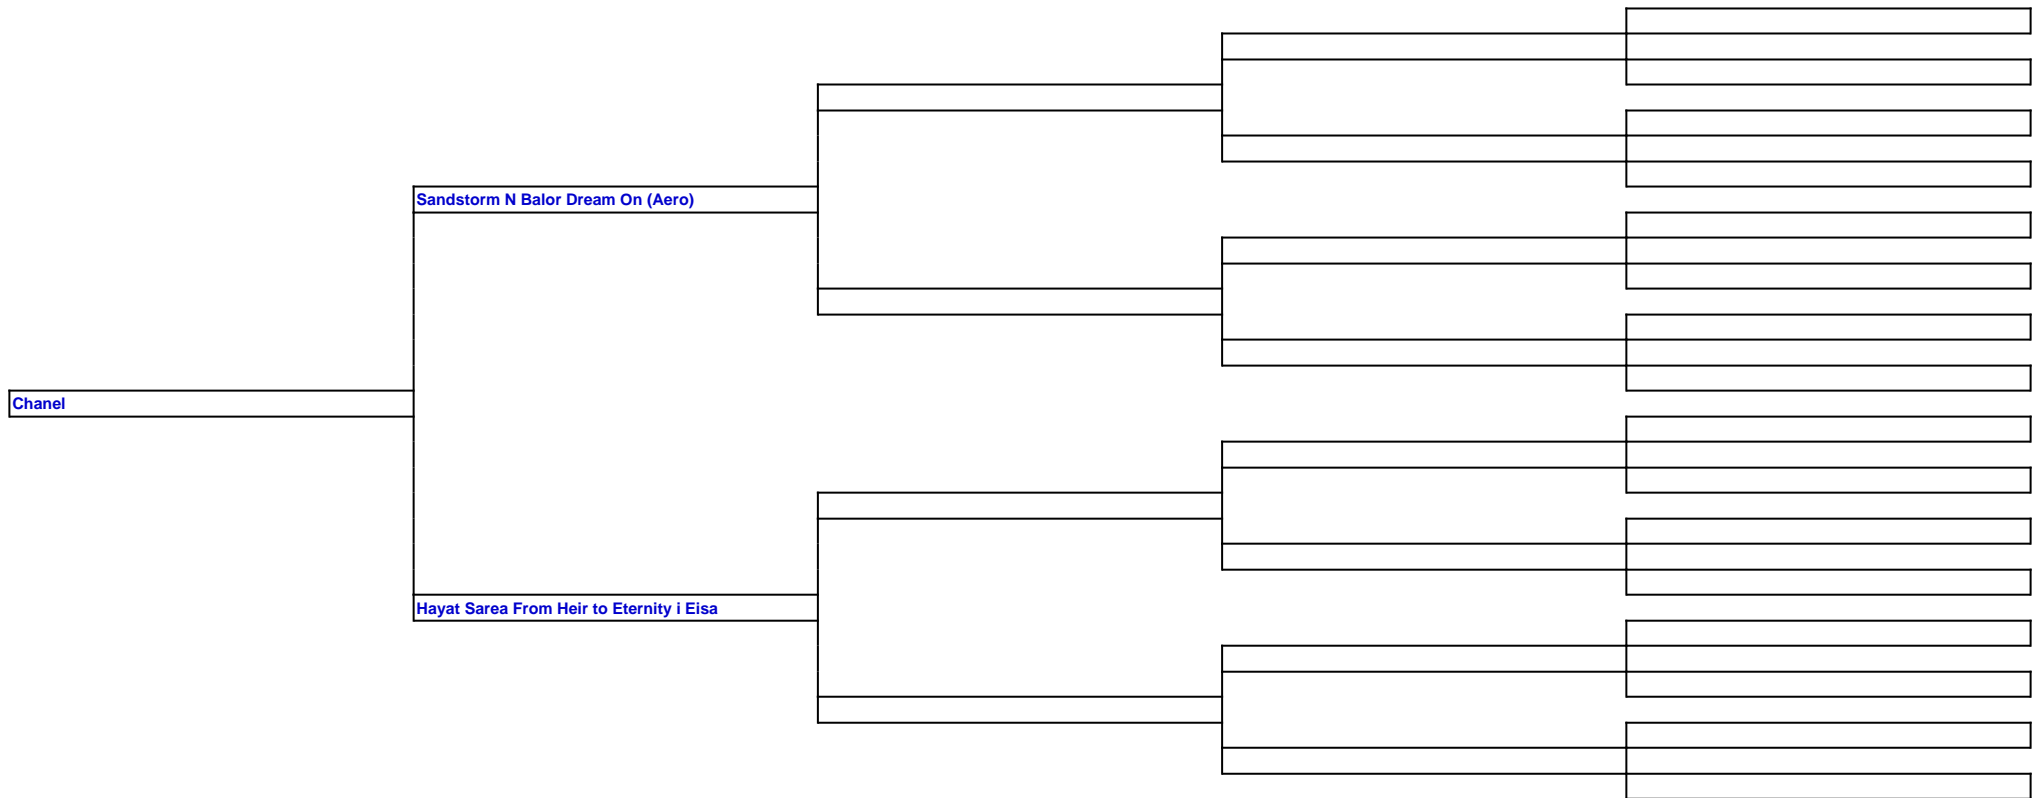 Sandstorm N Balor Dream On (Aero)
Chanel
Hayat Sarea From Heir to Eternity i Eisa